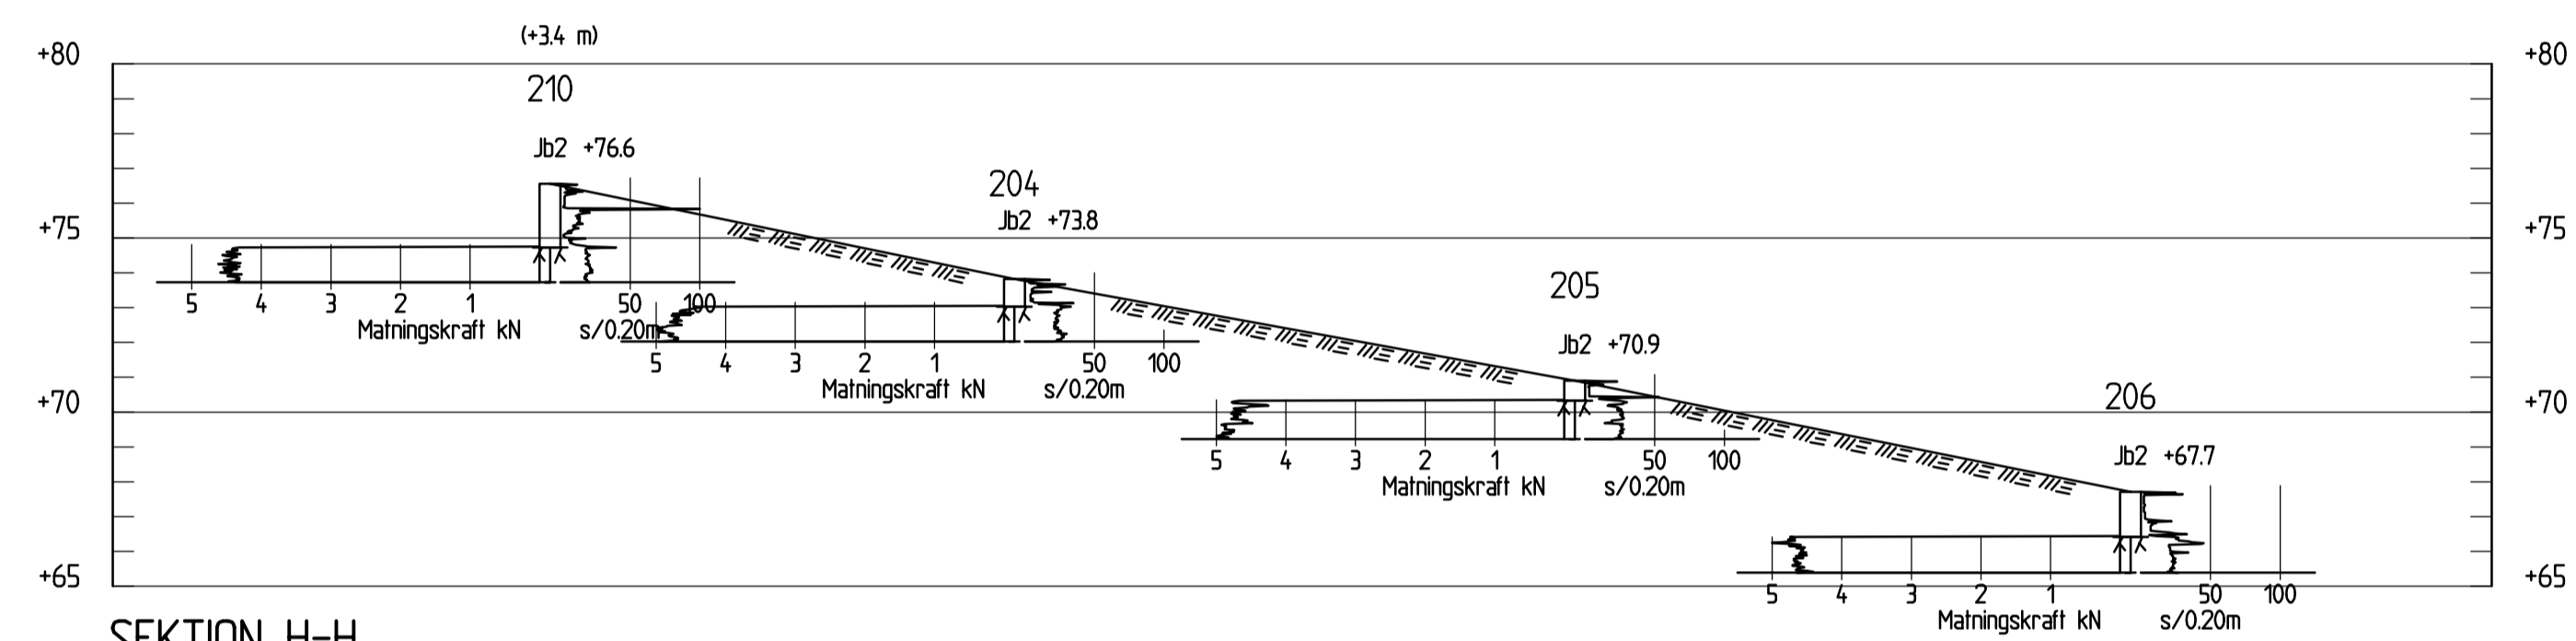 (+3.4 m)
+80 +80
210
Jb2 +76.6
204
Jb2 +73.8
+75 +75
205
5 4 3 2 1 50 100
Matningskraft kN s/0.20m
Jb2 +70.9
5 4 3 2 1 50 100
Matningskraft kN s/0.20m
+70 +70
206
Jb2 +67.7
5 4 3 2 1 50 100
Matningskraft kN s/0.20m
+65 +65
5 4 3 2 1 50 100
Matningskraft kN s/0.20m
SEKTION H-H